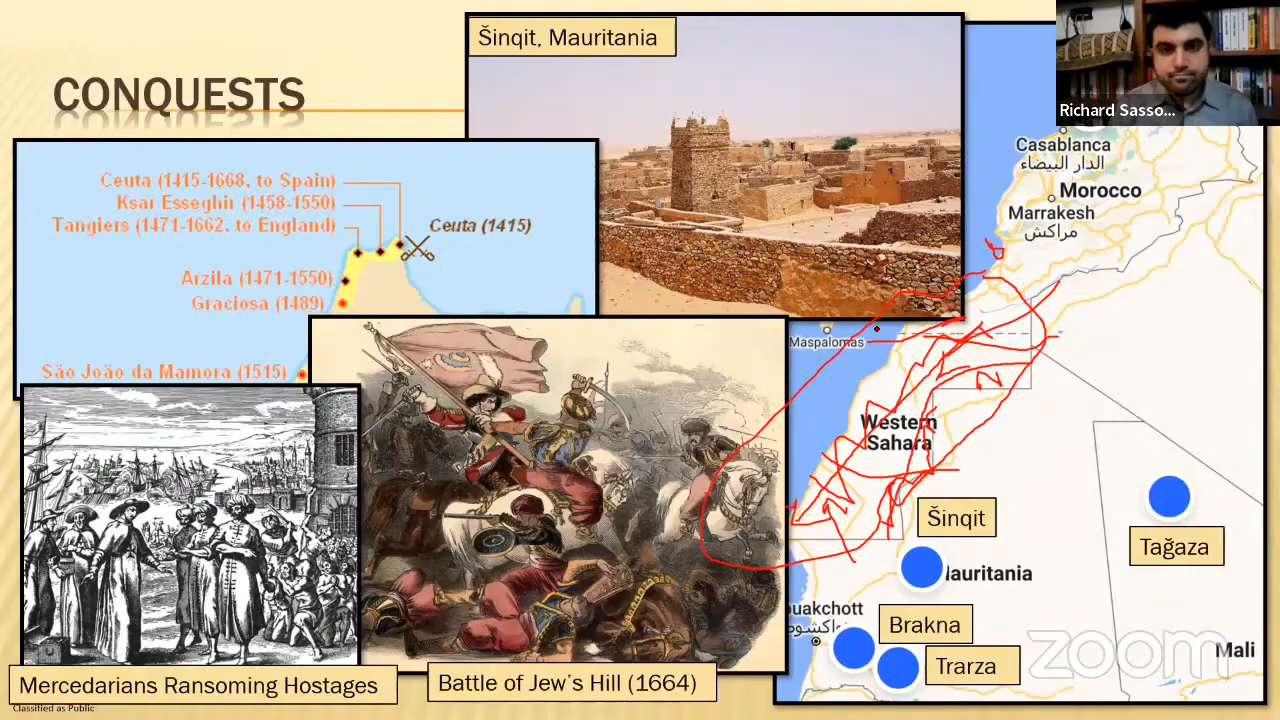 CONQUESTS
Šinqit, Mauritania
Richard Sasso...
Ceuta (1415-1668, to Spain)
Ksar Esseghir (1458-1550)
Tangiers (1471-1662, to England)
Ceuta (1415)
Arzila (1471-1550)
Graciosa (1489)
São João da Mamora (1515)
Casablanca
الدار البيضاء
Morocco
Marrakesh
مراكش
Maspalomas
Western
Sahara
Šinqit
Tağaza
Mauritania
ouakchott
Brakna
Trarza
Mali
zoom
Mercedarians Ransoming Hostages
Battle of Jew's Hill (1664)
Classified as Public